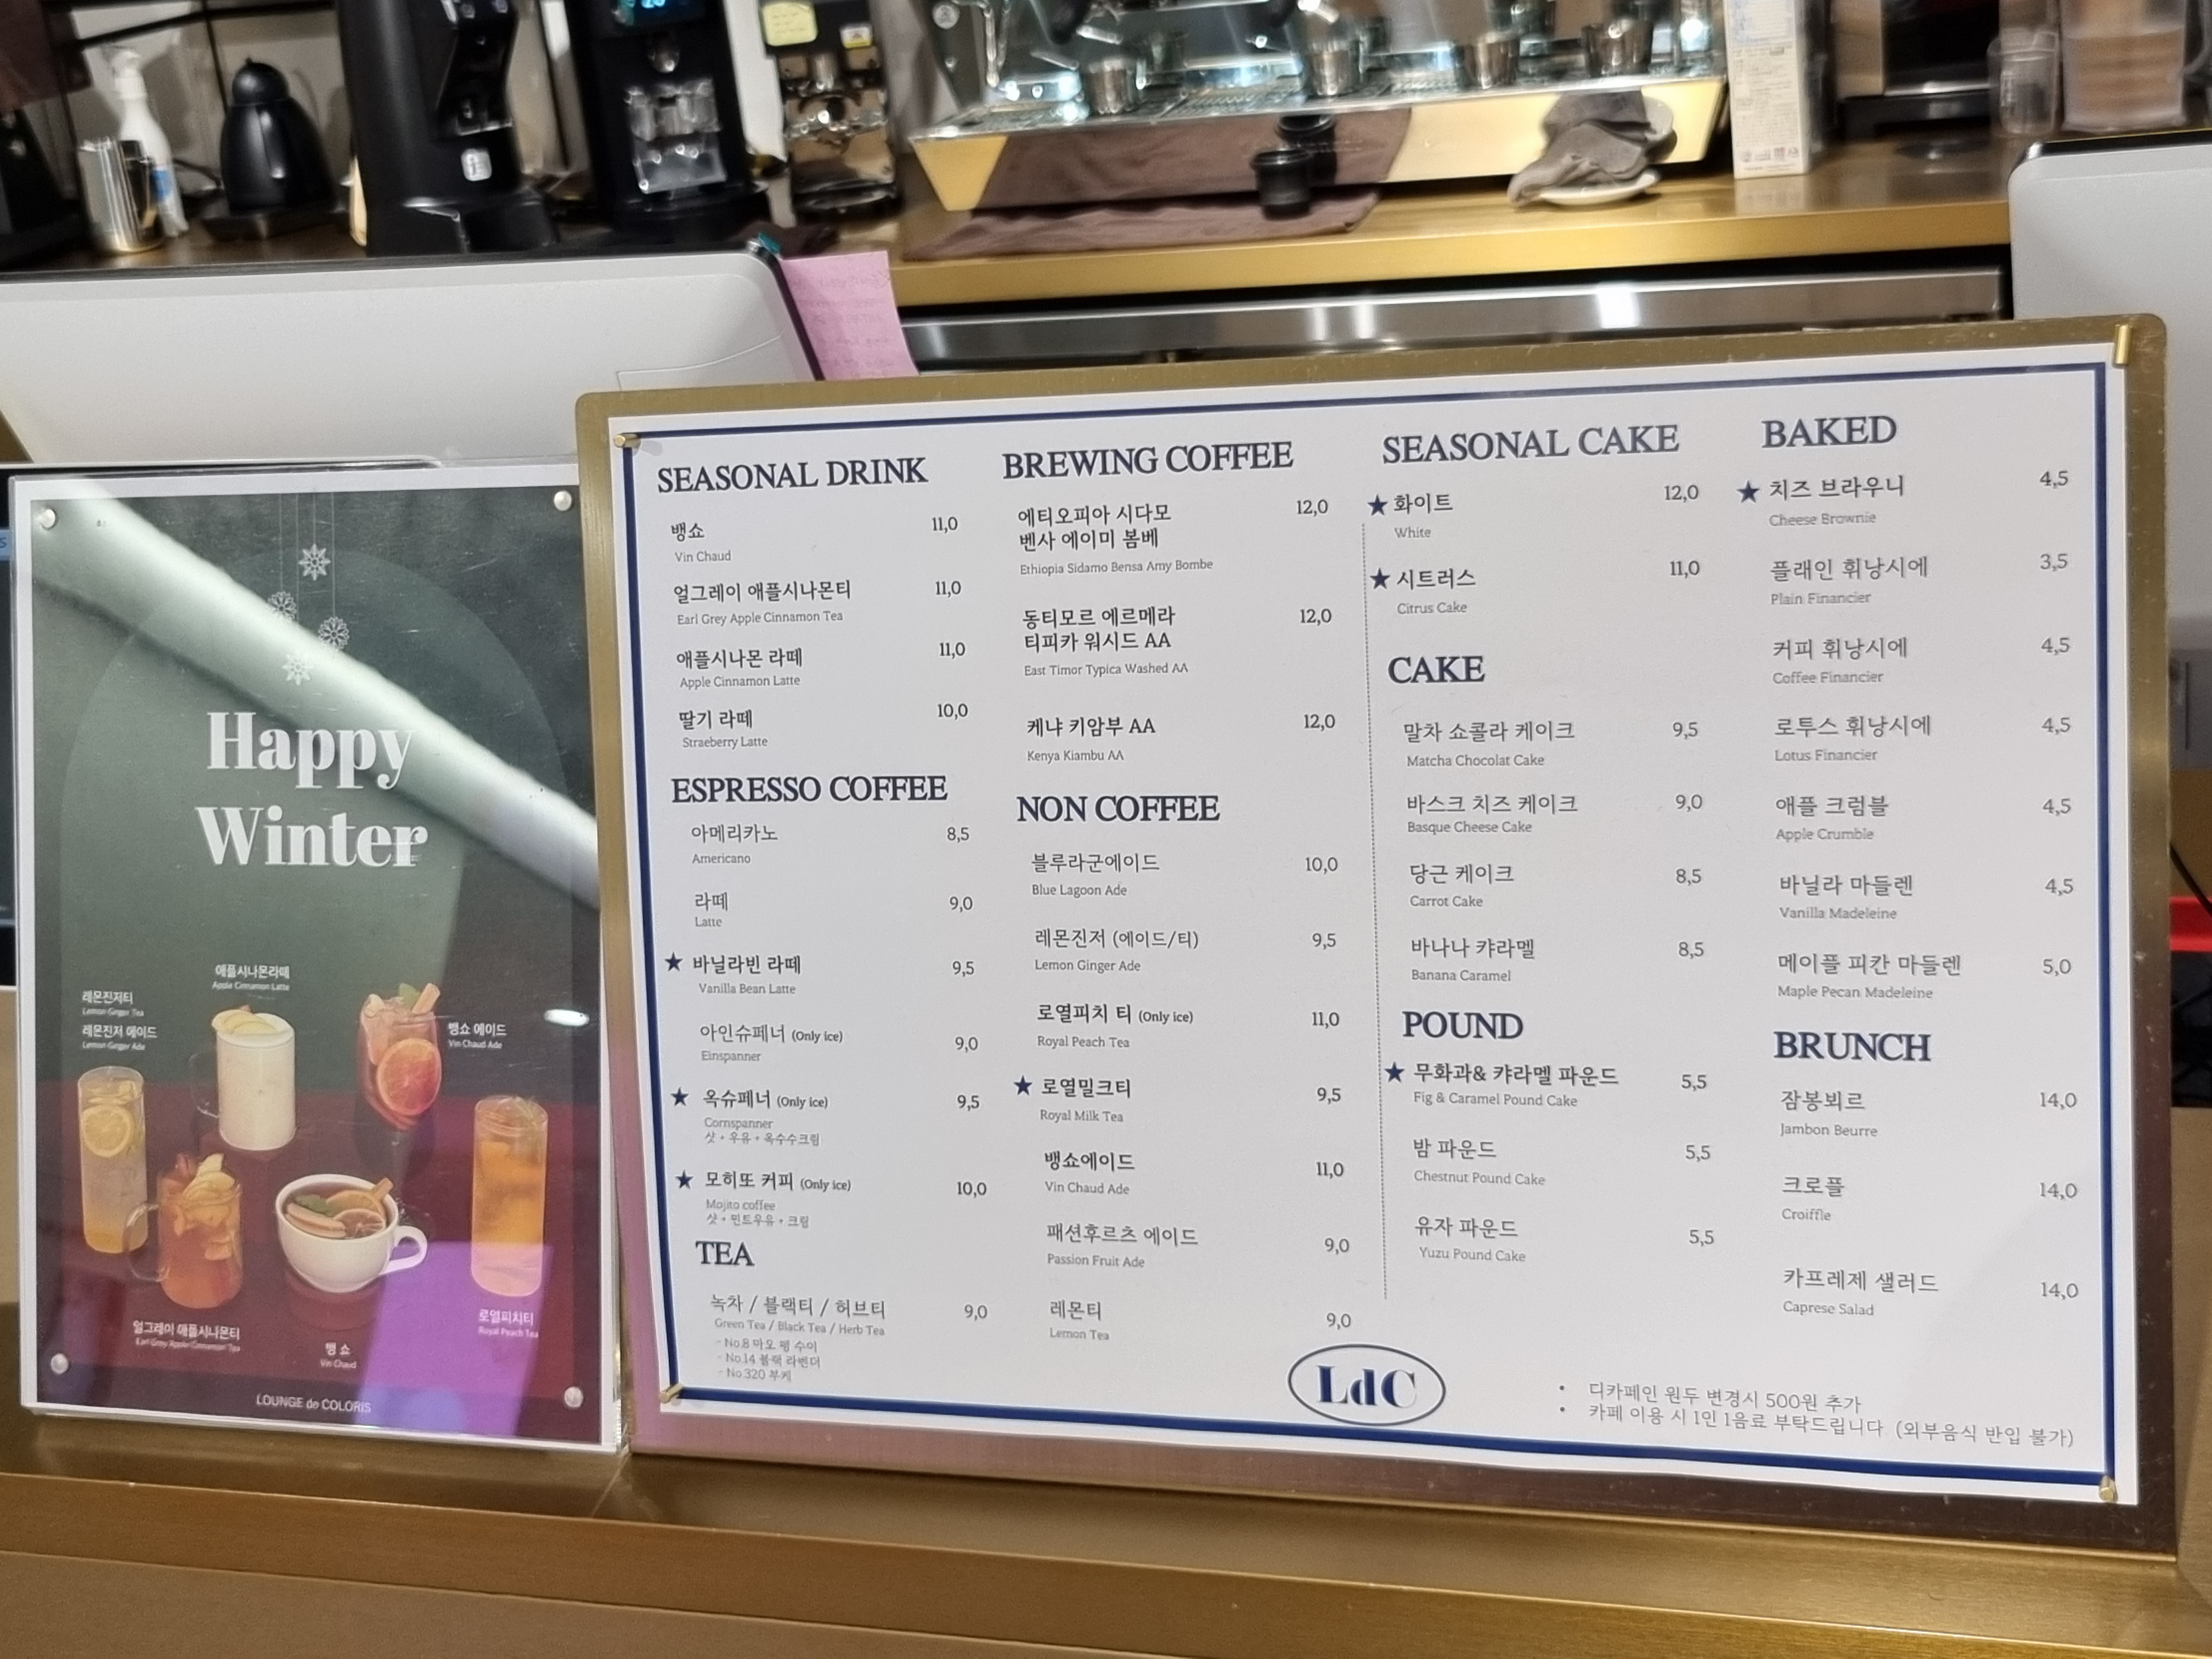 Happy
Winter
애플시나몬라떼
Apple Cinnamon Latte
레몬진저티
Lemon Ginger Tea
레몬진저 에이드
Lemon Ginger Ade
뱅쇼 에이드
Vin Chaud Ade
얼그레이 애플시나몬티
Earl Grey Apple Cinnamon Tea
뱅 쇼
Vin Chaud
로열피치티
Royal Peach Tea
LOUNGE de COLORIS
SEASONAL DRINK
뱅쇼 11,0
Vin Chaud
얼그레이 애플시나몬티 11,0
Earl Grey Apple Cinnamon Tea
애플시나몬 라떼 11,0
Apple Cinnamon Latte
딸기 라떼 10,0
Straeberry Latte
ESPRESSO COFFEE
아메리카노 8,5
Americano
라떼 9,0
Latte
★ 바닐라빈 라떼 9,5
Vanilla Bean Latte
아인슈페너 (Only ice) 9,0
Einspanner
★ 옥슈페너 (Only ice) 9,5
Cornspanner
샷 + 우유 + 옥수수크림
★ 모히또 커피 (Only ice) 10,0
Mojito coffee
샷 + 민트우유 + 크림
TEA
녹차 / 블랙티 / 허브티 9,0
Green Tea / Black Tea / Herb Tea
- No.8 마오 펭 수이
- No.14 블랙 라벤더
- No.320 부케
BREWING COFFEE
에티오피아 시다모 12,0
벤사 에이미 봄베
Ethiopia Sidamo Bensa Amy Bombe
동티모르 에르메라 12,0
티피카 워시드 AA
East Timor Typica Washed AA
케냐 키암부 AA 12,0
Kenya Kiambu AA
NON COFFEE
블루라군에이드 10,0
Blue Lagoon Ade
레몬진저 (에이드/티) 9,5
Lemon Ginger Ade
로열피치 티 (Only ice) 11,0
Royal Peach Tea
★ 로열밀크티 9,5
Royal Milk Tea
뱅쇼에이드 11,0
Vin Chaud Ade
패션후르츠 에이드 9,0
Passion Fruit Ade
레몬티 9,0
Lemon Tea
SEASONAL CAKE
★ 화이트 12,0
White
★ 시트러스 11,0
Citrus Cake
CAKE
말차 쇼콜라 케이크 9,5
Matcha Chocolat Cake
바스크 치즈 케이크 9,0
Basque Cheese Cake
당근 케이크 8,5
Carrot Cake
바나나 캬라멜 8,5
Banana Caramel
POUND
★ 무화과& 캬라멜 파운드 5,5
Fig & Caramel Pound Cake
밤 파운드 5,5
Chestnut Pound Cake
유자 파운드 5,5
Yuzu Pound Cake
BAKED
★ 치즈 브라우니 4,5
Cheese Brownie
플래인 휘낭시에 3,5
Plain Financier
커피 휘낭시에 4,5
Coffee Financier
로투스 휘낭시에 4,5
Lotus Financier
애플 크럼블 4,5
Apple Crumble
바닐라 마들렌 4,5
Vanilla Madeleine
메이플 피칸 마들렌 5,0
Maple Pecan Madeleine
BRUNCH
잠봉뵈르 14,0
Jambon Beurre
크로플 14,0
Croiffle
카프레제 샐러드 14,0
Caprese Salad
LdC
• 디카페인 원두 변경시 500원 추가
• 카페 이용 시 1인 1음료 부탁드립니다 (외부음식 반입 불가)